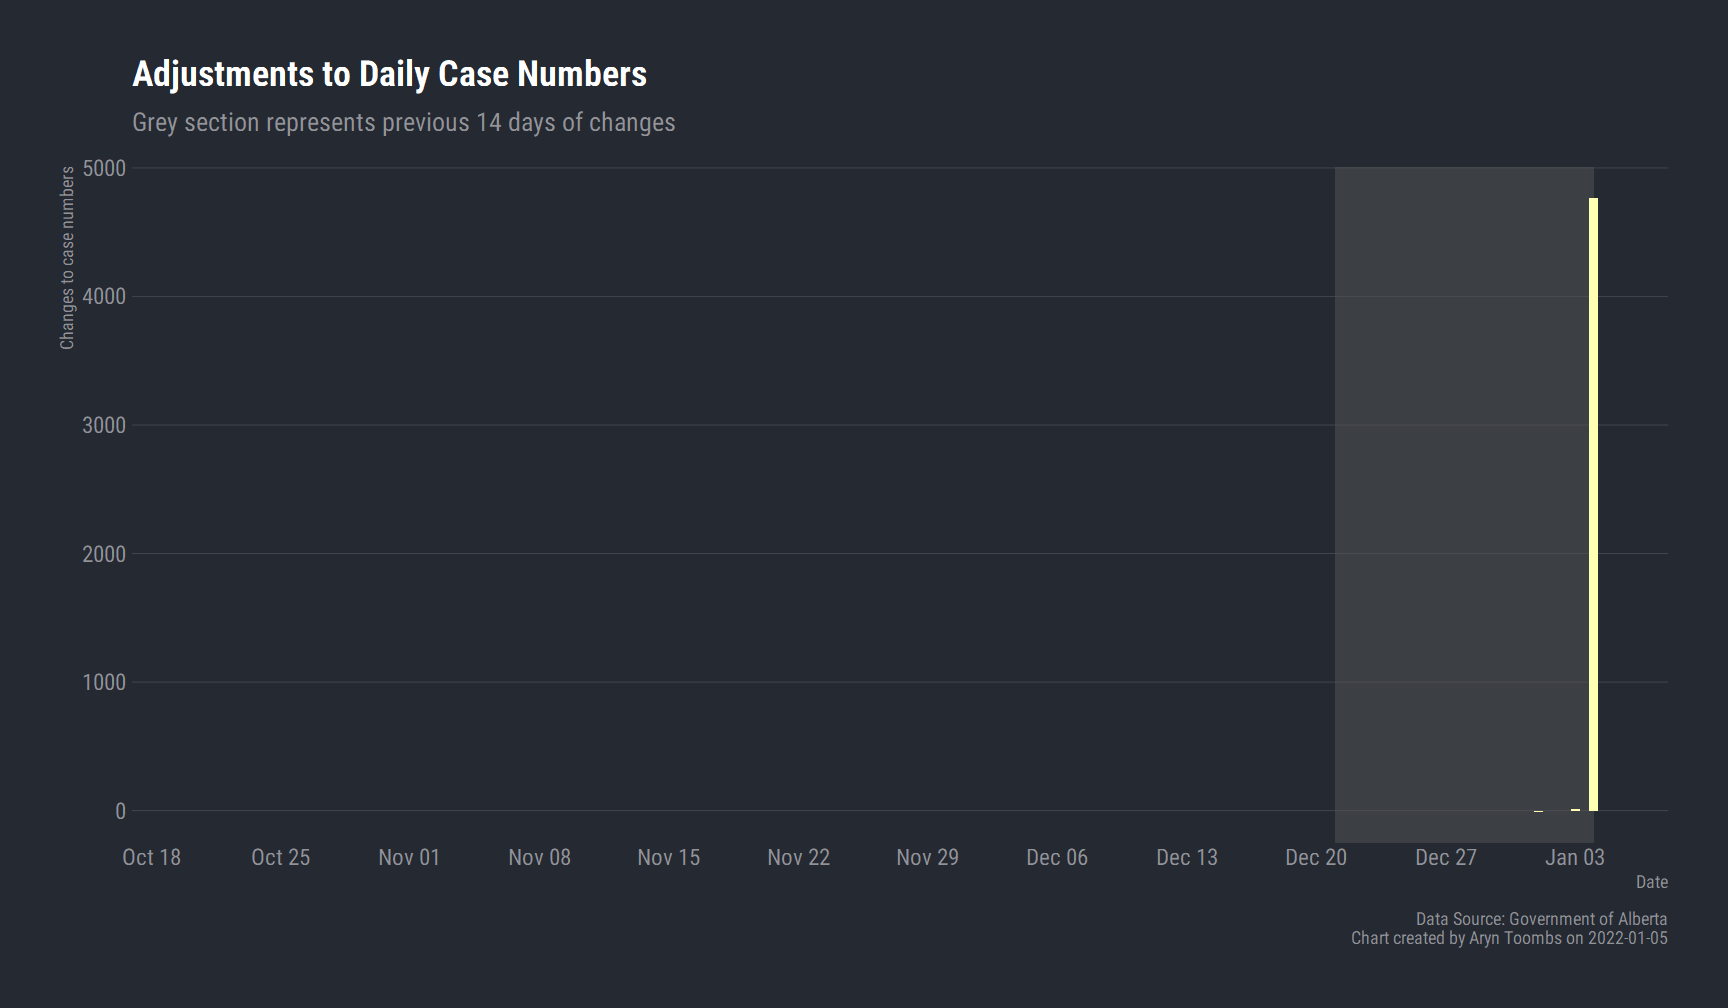 Adjustments to Daily Case Numbers
Grey section represents previous 14 days of changes
Changes to case numbers
5000
4000
3000
2000
1000
0
Oct 18 Oct 25 Nov 01 Nov 08 Nov 15 Nov 22 Nov 29 Dec 06 Dec 13 Dec 20 Dec 27 Jan 03
Date
Data Source: Government of Alberta
Chart created by Aryn Toombs on 2022-01-05